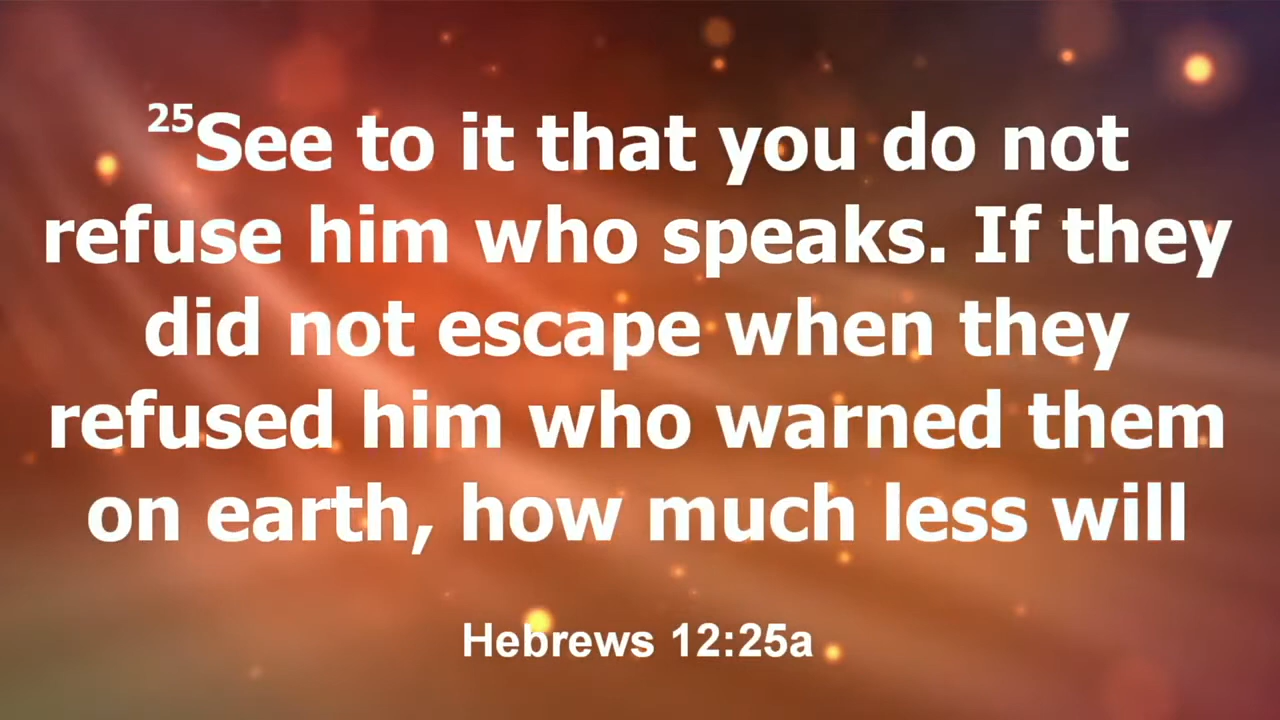 25See to it that you do not
refuse him who speaks. If they
did not escape when they
refused him who warned them
on earth, how much less will
Hebrews 12:25a